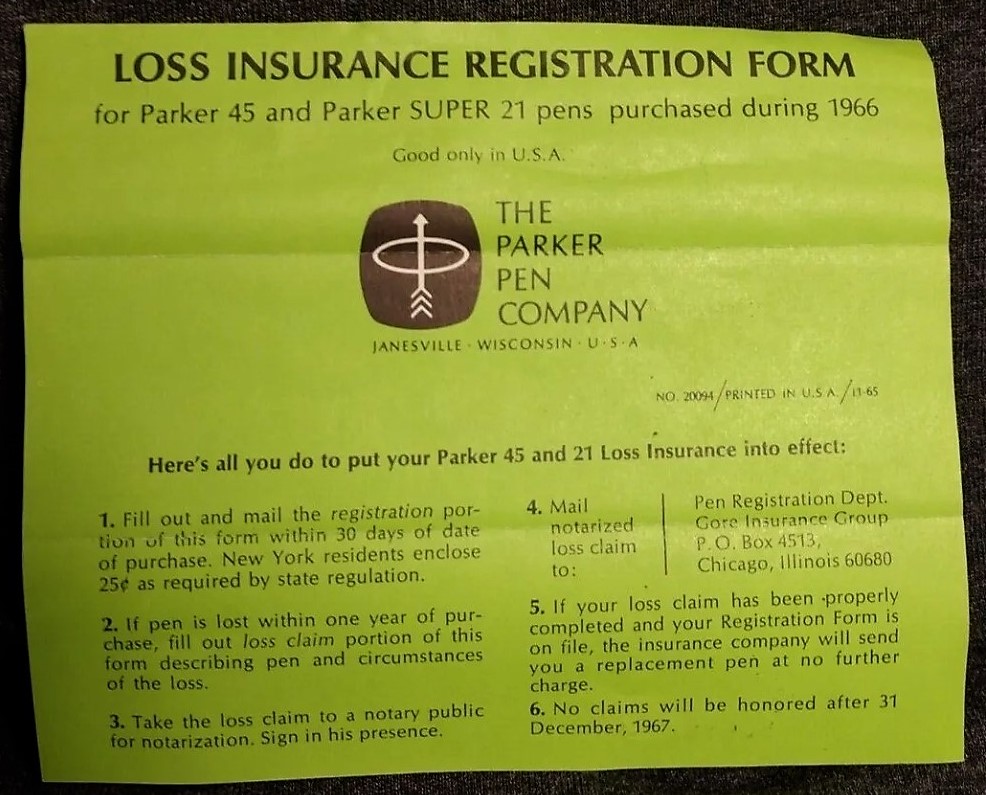 LOSS INSURANCE REGISTRATION FORM
for Parker 45 and Parker SUPER 21 pens purchased during 1966
Good only in U.S.A.
THE
PARKER
PEN
COMPANY
JANESVILLE · WISCONSIN · U · S · A
NO. 20094/PRINTED IN U.S.A./11-65
Here's all you do to put your Parker 45 and 21 Loss Insurance into effect:
1. Fill out and mail the registration por-
tion of this form within 30 days of date
of purchase. New York residents enclose
25¢ as required by state regulation.
2. If pen is lost within one year of pur-
chase, fill out loss claim portion of this
form describing pen and circumstances
of the loss.
3. Take the loss claim to a notary public
for notarization. Sign in his presence.
4. Mail
notarized
loss claim
to:
Pen Registration Dept.
Gore Insurance Group
P. O. Box 4513,
Chicago, Illinois 60680
5. If your loss claim has been properly
completed and your Registration Form is
on file, the insurance company will send
you a replacement pen at no further
charge.
6. No claims will be honored after 31
December, 1967.